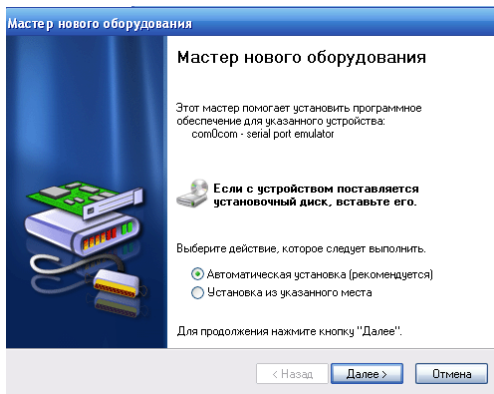 Мастер нового оборудования
Мастер нового оборудования
Этот мастер помогает установить программное
обеспечение для указанного устройства:
com0com - serial port emulator
Если с устройством поставляется
установочный диск, вставьте его.
Выберите действие, которое следует выполнить.
Автоматическая установка (рекомендуется)
Установка из указанного места
Для продолжения нажмите кнопку "Далее".
< Назад
Далее >
Отмена